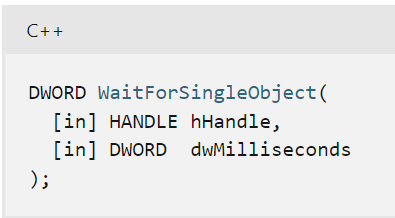 C++
DWORD WaitForSingleObject(
  [in] HANDLE hHandle,
  [in] DWORD  dwMilliseconds
);